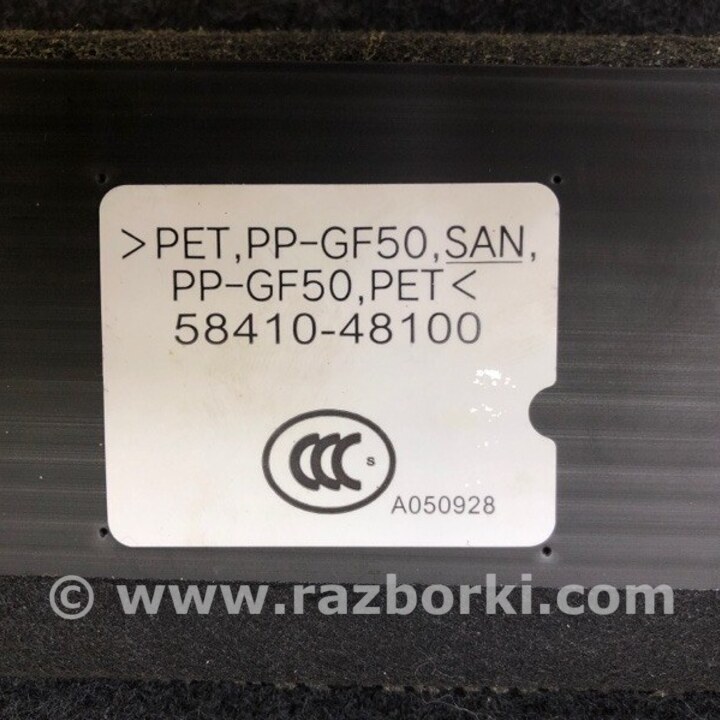 >PET,PP-GF50,SAN,
PP-GF50,PET<
58410-48100
CCC S
A050928
© www.razborki.com